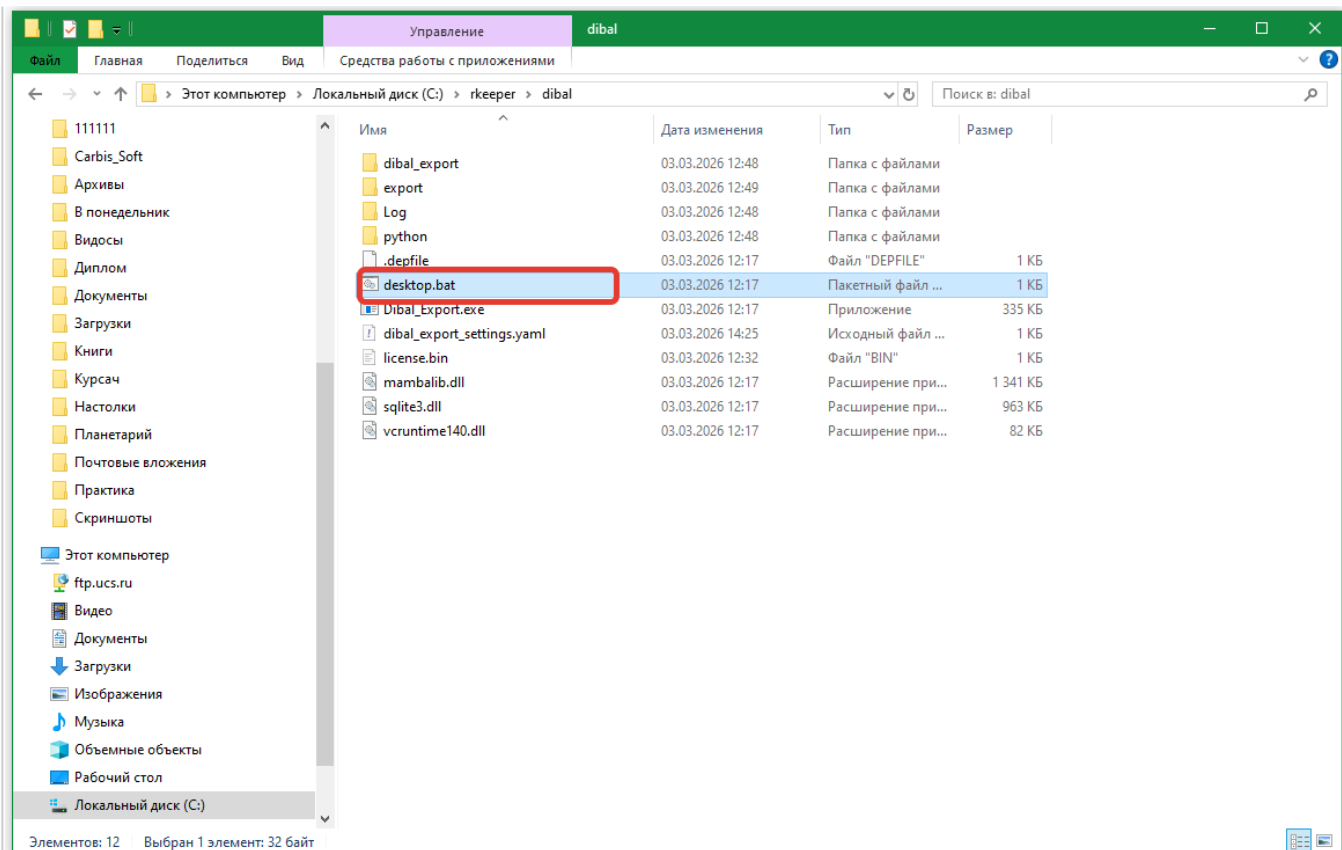 Управление
dibal
Файл
Главная
Поделиться
Вид
Средства работы с приложениями
Этот компьютер > Локальный диск (C:) > rkeeper > dibal
Поиск в: dibal
Имя
Дата изменения
Тип
Размер
111111
Carbis_Soft
Архивы
В понедельник
Видосы
Диплом
Документы
Загрузки
Книги
Курсач
Настолки
Планетарий
Почтовые вложения
Практика
Скриншоты
Этот компьютер
ftp.ucs.ru
Видео
Документы
Загрузки
Изображения
Музыка
Объемные объекты
Рабочий стол
Локальный диск (C:)
dibal_export 03.03.2026 12:48 Папка с файлами
export 03.03.2026 12:49 Папка с файлами
Log 03.03.2026 12:48 Папка с файлами
python 03.03.2026 12:48 Папка с файлами
.depfile 03.03.2026 12:17 Файл "DEPFILE" 1 КБ
desktop.bat 03.03.2026 12:17 Пакетный файл ... 1 КБ
Dibal_Export.exe 03.03.2026 12:17 Приложение 335 КБ
dibal_export_settings.yaml 03.03.2026 14:25 Исходный файл ... 1 КБ
license.bin 03.03.2026 12:32 Файл "BIN" 1 КБ
mambalib.dll 03.03.2026 12:17 Расширение при... 1 341 КБ
sqlite3.dll 03.03.2026 12:17 Расширение при... 963 КБ
vcruntime140.dll 03.03.2026 12:17 Расширение при... 82 КБ
Элементов: 12
Выбран 1 элемент: 32 байт